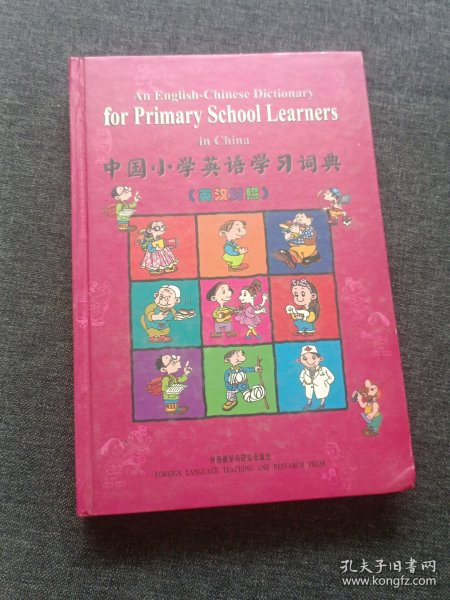 An English-Chinese Dictionary
for Primary School Learners
in China
中国小学英语学习词典
《英汉对照》
外语教学与研究出版社
FOREIGN LANGUAGE TEACHING AND RESEARCH PRESS
孔夫子旧书网
www.kongfz.com